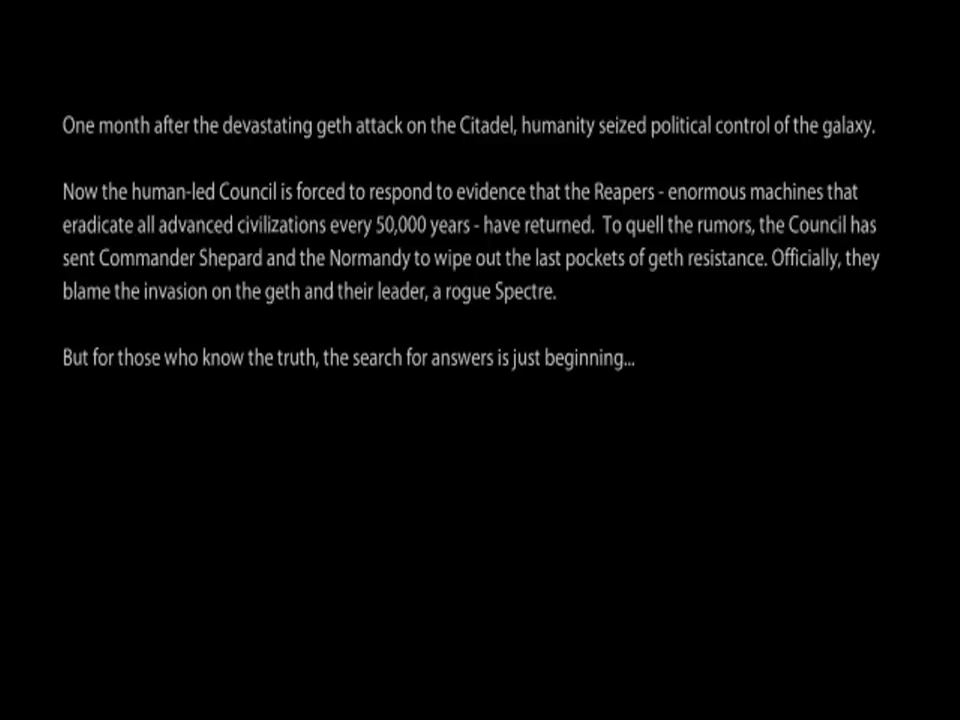 One month after the devastating geth attack on the Citadel, humanity seized political control of the galaxy.
Now the human-led Council is forced to respond to evidence that the Reapers - enormous machines that
eradicate all advanced civilizations every 50,000 years - have returned.  To quell the rumors, the Council has
sent Commander Shepard and the Normandy to wipe out the last pockets of geth resistance. Officially, they
blame the invasion on the geth and their leader, a rogue Spectre.
But for those who know the truth, the search for answers is just beginning...